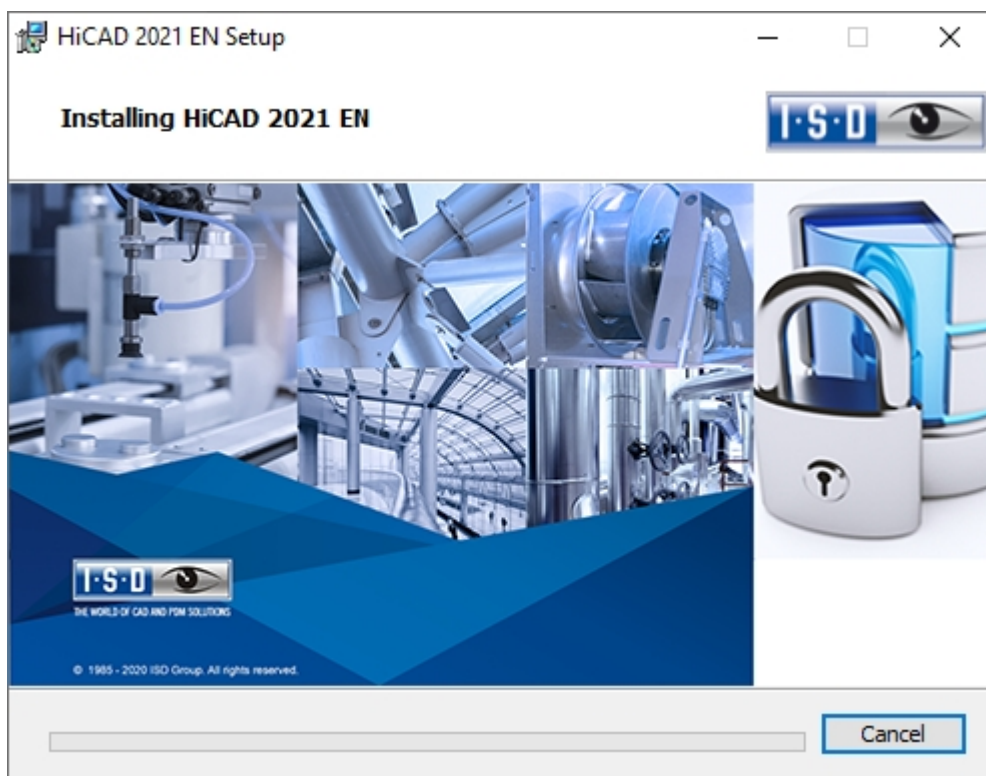 HiCAD 2021 EN Setup
Installing HiCAD 2021 EN
I·S·D
I·S·D
THE WORLD OF CAD AND PDM SOLUTIONS
© 1985 - 2020 ISD Group. All rights reserved.
Cancel